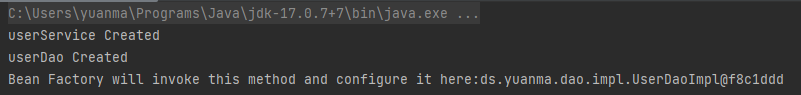 C:\Users\yuanma\Programs\Java\jdk-17.0.7+7\bin\java.exe ...
userService Created
userDao Created
Bean Factory will invoke this method and configure it here:ds.yuanma.dao.impl.UserDaoImpl@f8c1ddd